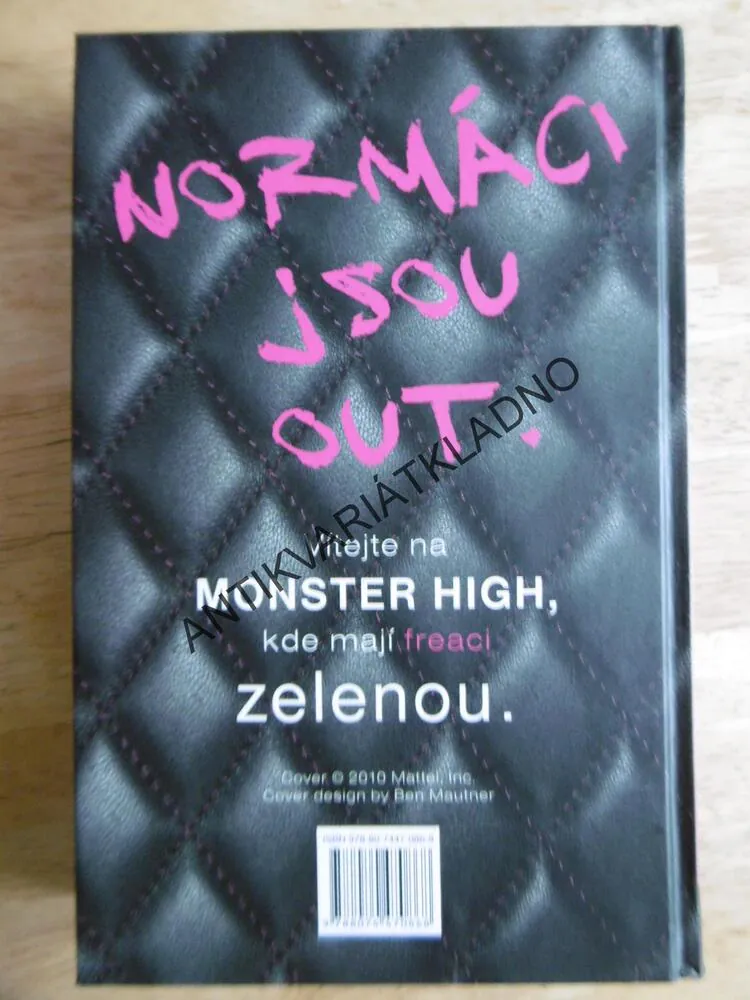 NORMÁCI
JSOU
OUT.
ANTIKVARIÁTKLADNO
vítejte na
MONSTER HIGH,
kde mají freaci
zelenou.
Cover © 2010 Mattel, Inc.
Cover design by Ben Mautner